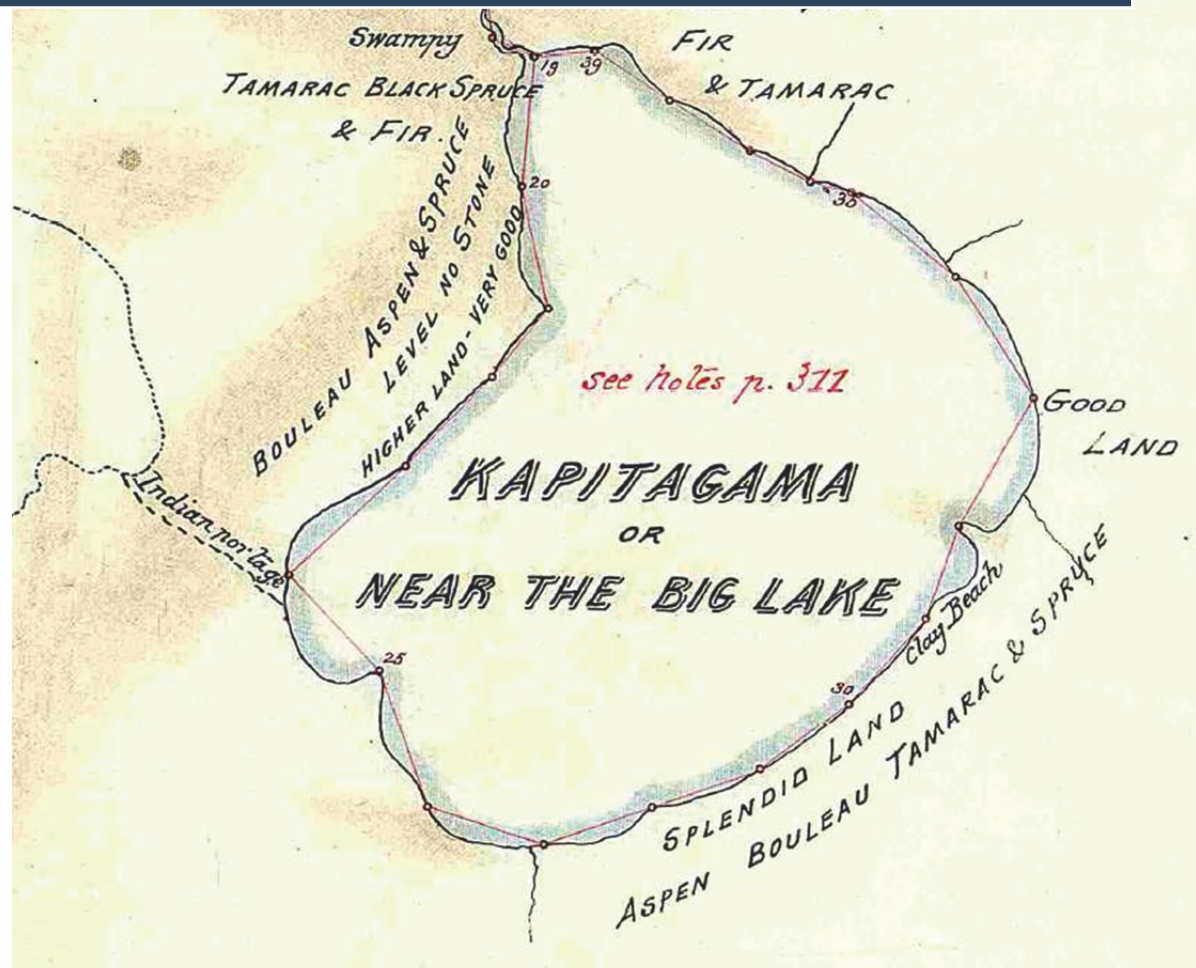 Swampy
FIR
19
39
TAMARAC BLACK SPRUCE
& TAMARAC
& FIR.
20
BOULEAU ASPEN & SPRUCE
LEVEL NO STONE
HIGHER LAND - VERY GOOD
see notes p. 311
GOOD
LAND
KAPITAGAMA
OR
NEAR THE BIG LAKE
Indian portage
25
30
Clay Beach
SPLENDID LAND
ASPEN BOULEAU TAMARAC & SPRUCE